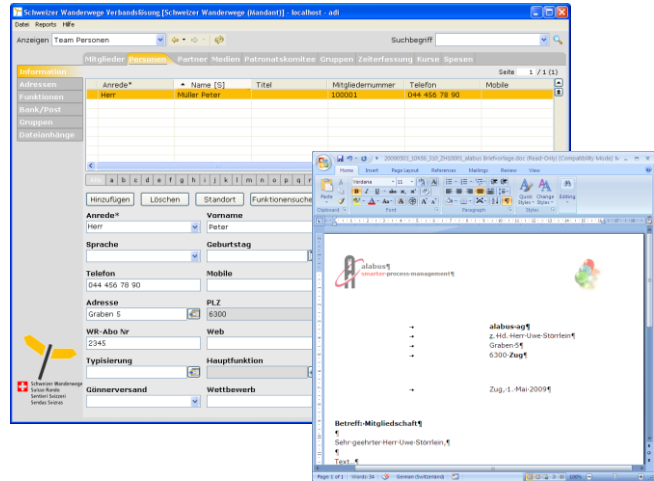 Schweizer Wanderwege Verbandslösung [Schweizer Wanderwege (Mandant)] - localhost - adi
Datei Reports Hilfe
Anzeigen Team Personen Suchbegriff
Mitglieder Personen Partner Medien Patronatskomitee Gruppen Zeiterfassung Kurse Spesen
Information
Seite 1 / 1 (1)
Adressen
Funktionen
Bank/Post
Gruppen
Dateianhänge
Anrede* Name [S] Titel Mitgliedernummer Telefon Mobile
Herr Müller Peter 100001 044 456 78 90
a b c d e f g h i j k l m n o p q r
Hinzufügen Löschen Standort Funktionensuche
Anrede* Vorname
Herr Peter
Sprache Geburtstag
Telefon Mobile
044 456 78 90
Adresse PLZ
Graben 5 6300
WR-Abo Nr Web
2345
Typisierung Hauptfunktion
Gönnerversand Wettbewerb
Schweizer Wanderwege
Suisse Rando
Sentieri Svizzeri
Sendas Svizras
Home Insert Page Layout References Mailings Review View
Verdana 11
Paste
Quick Styles Change Styles Editing
Clipboard Font Paragraph Styles
alabus¶
smarter·process·management¶
→ alabus·ag¶
→ z.·Hd.·Herr·Uwe·Störrlein¶
→ Graben·5¶
→ 6300·Zug¶
→ Zug,·1.·Mai·2009¶
Betreff:·Mitgliedschaft¶
¶
Sehr·geehrter·Herr·Uwe·Störrlein,¶
¶
Text. ¶
Page: 1 of 1 Words: 34 German (Switzerland) 100%